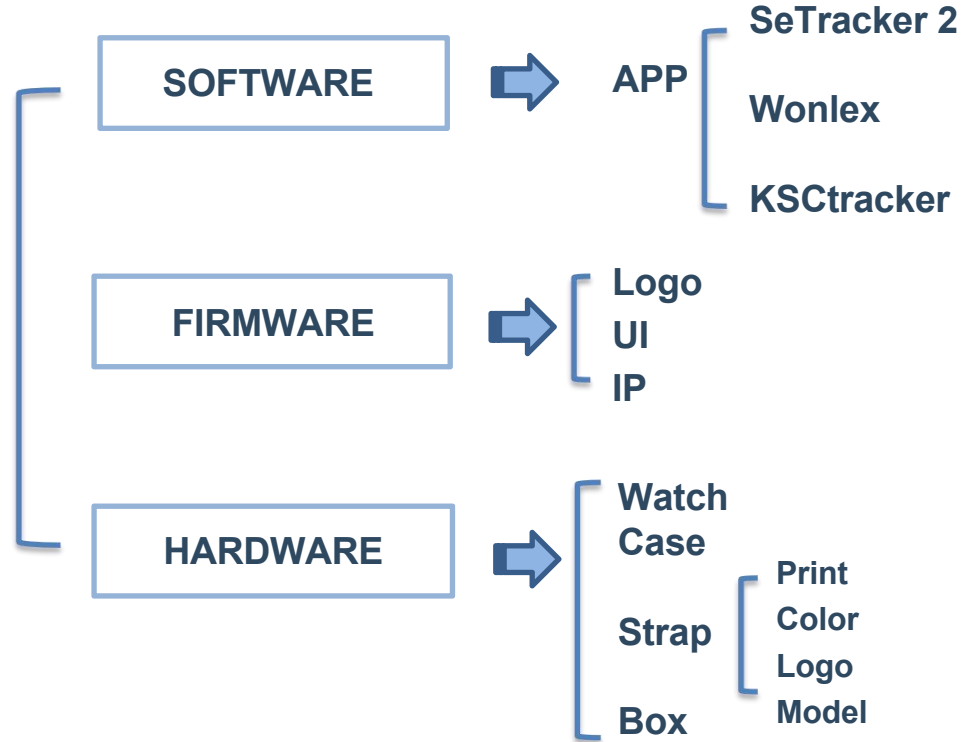 SOFTWARE
APP
SeTracker 2
Wonlex
KSCtracker
FIRMWARE
Logo
UI
IP
HARDWARE
Watch
Case
Strap
Print
Color
Logo
Model
Box